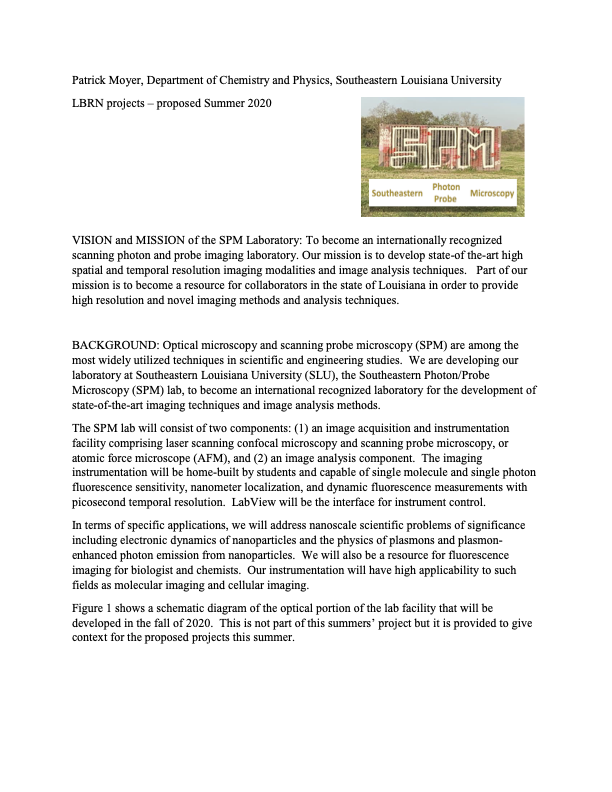 Patrick Moyer, Department of Chemistry and Physics, Southeastern Louisiana University
LBRN projects – proposed Summer 2020
SPM
Southeastern Photon Probe Microscopy
VISION and MISSION of the SPM Laboratory: To become an internationally recognized
scanning photon and probe imaging laboratory. Our mission is to develop state-of the-art high
spatial and temporal resolution imaging modalities and image analysis techniques. Part of our
mission is to become a resource for collaborators in the state of Louisiana in order to provide
high resolution and novel imaging methods and analysis techniques.
BACKGROUND: Optical microscopy and scanning probe microscopy (SPM) are among the
most widely utilized techniques in scientific and engineering studies. We are developing our
laboratory at Southeastern Louisiana University (SLU), the Southeastern Photon/Probe
Microscopy (SPM) lab, to become an international recognized laboratory for the development of
state-of-the-art imaging techniques and image analysis methods.
The SPM lab will consist of two components: (1) an image acquisition and instrumentation
facility comprising laser scanning confocal microscopy and scanning probe microscopy, or
atomic force microscope (AFM), and (2) an image analysis component. The imaging
instrumentation will be home-built by students and capable of single molecule and single photon
fluorescence sensitivity, nanometer localization, and dynamic fluorescence measurements with
picosecond temporal resolution. LabView will be the interface for instrument control.
In terms of specific applications, we will address nanoscale scientific problems of significance
including electronic dynamics of nanoparticles and the physics of plasmons and plasmon-
enhanced photon emission from nanoparticles. We will also be a resource for fluorescence
imaging for biologist and chemists. Our instrumentation will have high applicability to such
fields as molecular imaging and cellular imaging.
Figure 1 shows a schematic diagram of the optical portion of the lab facility that will be
developed in the fall of 2020. This is not part of this summers’ project but it is provided to give
context for the proposed projects this summer.